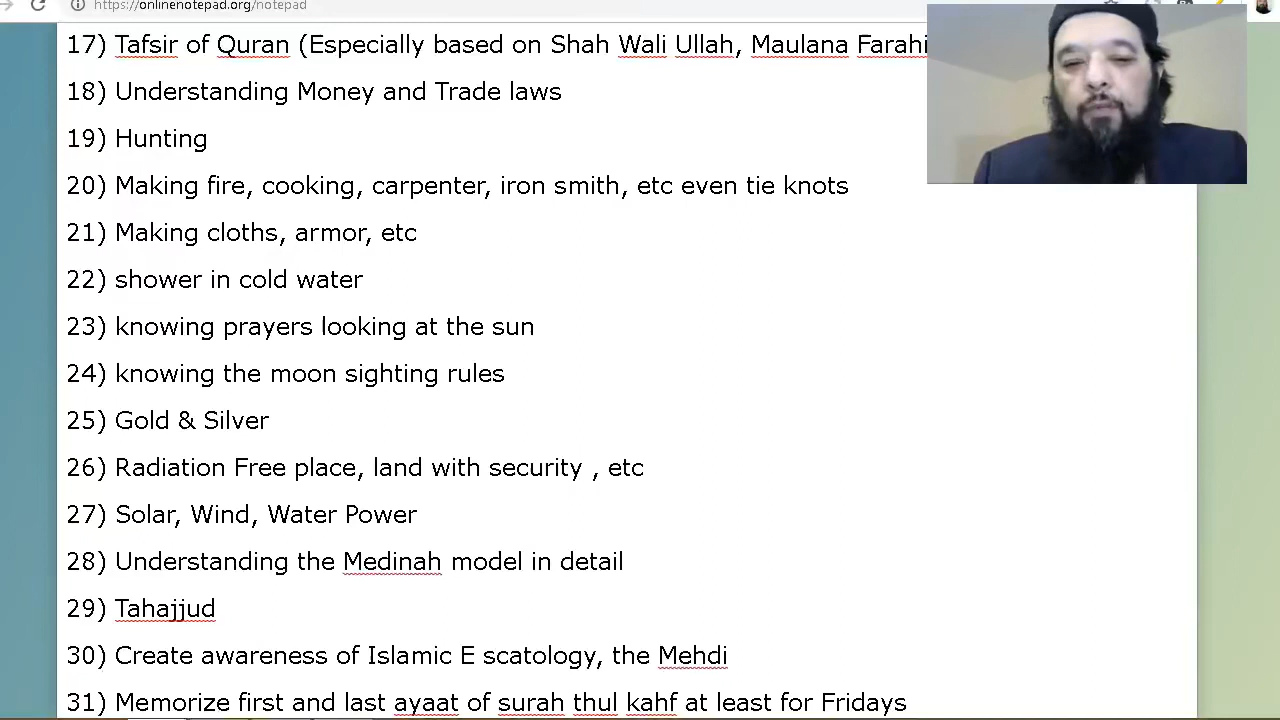 https://onlinenotepad.org/notepad
17) Tafsir of Quran (Especially based on Shah Wali Ullah, Maulana Farahi
18) Understanding Money and Trade laws
19) Hunting
20) Making fire, cooking, carpenter, iron smith, etc even tie knots
21) Making cloths, armor, etc
22) shower in cold water
23) knowing prayers looking at the sun
24) knowing the moon sighting rules
25) Gold & Silver
26) Radiation Free place, land with security , etc
27) Solar, Wind, Water Power
28) Understanding the Medinah model in detail
29) Tahajjud
30) Create awareness of Islamic E scatology, the Mehdi
31) Memorize first and last ayaat of surah thul kahf at least for Fridays